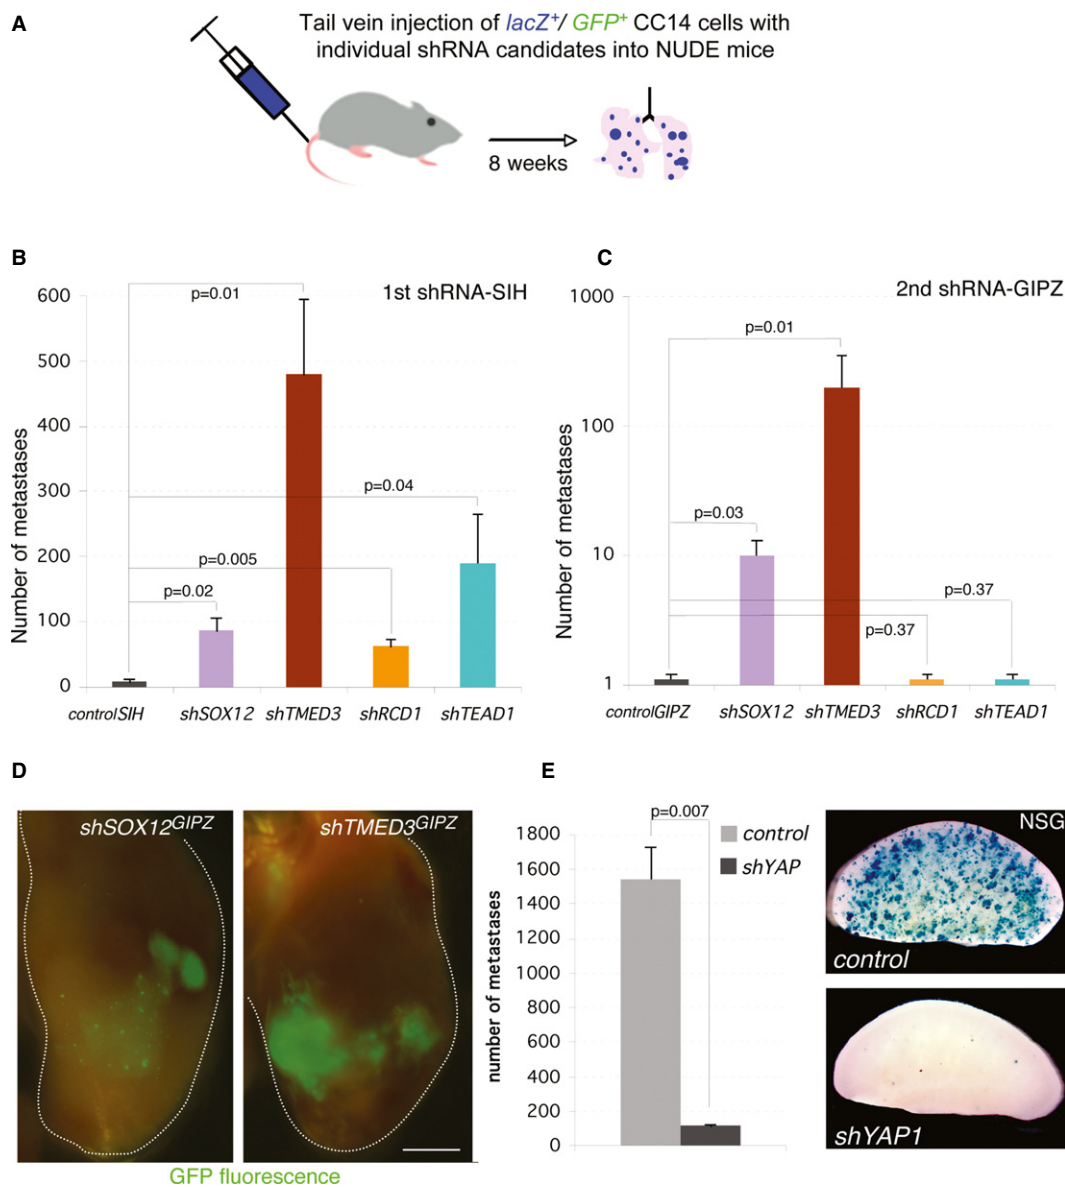 A
Tail vein injection of lacZ⁺/ GFP⁺ CC14 cells with
individual shRNA candidates into NUDE mice
8 weeks
B
1st shRNA-SIH
Number of metastases
600
500
400
300
200
100
0
p=0.01
p=0.04
p=0.005
p=0.02
controlSIH shSOX12 shTMED3 shRCD1 shTEAD1
C
2nd shRNA-GIPZ
Number of metastases
1000
100
10
1
p=0.01
p=0.03
p=0.37
p=0.37
controlGIPZ shSOX12 shTMED3 shRCD1 shTEAD1
D
shSOX12ᴳᴵᴾᶻ
shTMED3ᴳᴵᴾᶻ
GFP fluorescence
E
number of metastases
1800
1600
1400
1200
1000
800
600
400
200
0
p=0.007
control
shYAP
NSG
control
shYAP1